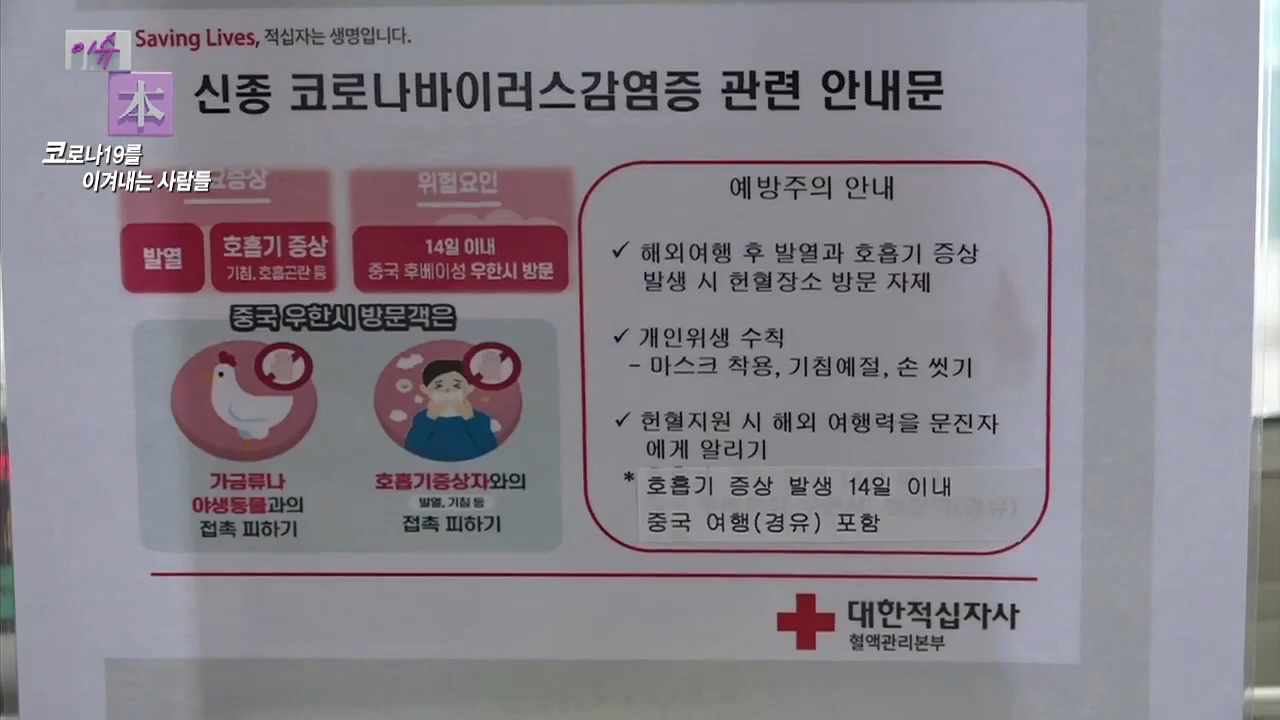 Saving Lives, 적십자는 생명입니다.
이슈
本
코로나19를
이겨내는 사람들
신종 코로나바이러스감염증 관련 안내문
증상
위험요인
발열
호흡기 증상
기침, 호흡곤란 등
14일 이내
중국 후베이성 우한시 방문
중국 우한시 방문객은
가금류나
야생동물과의
접촉 피하기
호흡기증상자와의
발열, 기침 등
접촉 피하기
예방주의 안내
✓ 해외여행 후 발열과 호흡기 증상
발생 시 헌혈장소 방문 자제
✓ 개인위생 수칙
- 마스크 착용, 기침예절, 손 씻기
✓ 헌혈지원 시 해외 여행력을 문진자
에게 알리기
* 호흡기 증상 발생 14일 이내
중국 여행(경유) 포함
대한적십자사
혈액관리본부